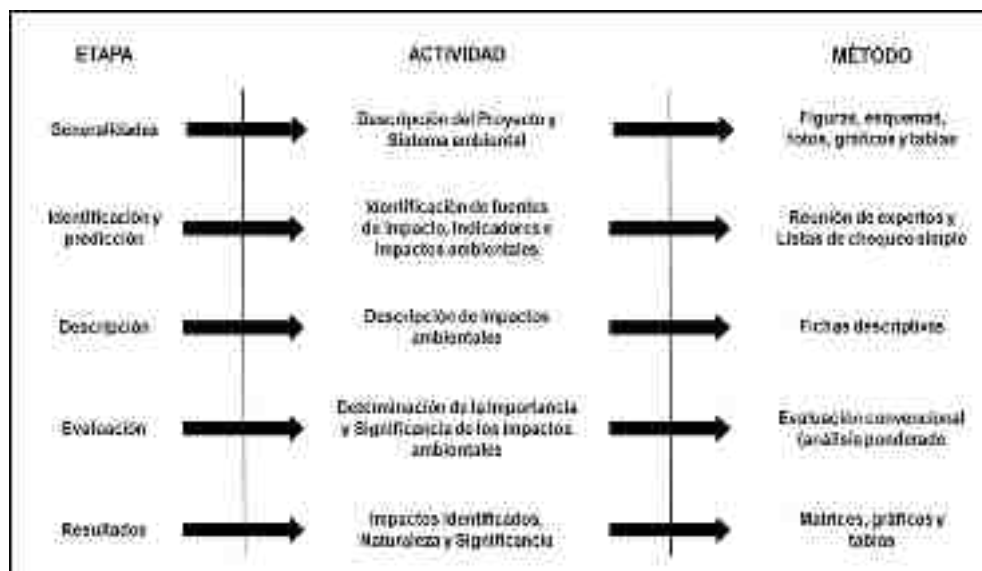 ETAPA
ACTIVIDAD
MÉTODO
Generalidades
Descripción del Proyecto y
Sistema ambiental
Figuras, esquemas,
fotos, gráficos y tablas
Identificación y
predicción
Identificación de fuentes
de Impacto, Indicadores e
Impactos ambientales.
Reunión de expertos y
Listas de chequeo simple
Descripción
Descripción de Impactos
ambientales
Fichas descriptivas
Evaluación
Determinación de la Importancia
y Significancia de los impactos
ambientales
Evaluación convencional
(análisis ponderado
Resultados
Impactos Identificados,
Naturaleza y Significancia
Matrices, gráficos y
tablas